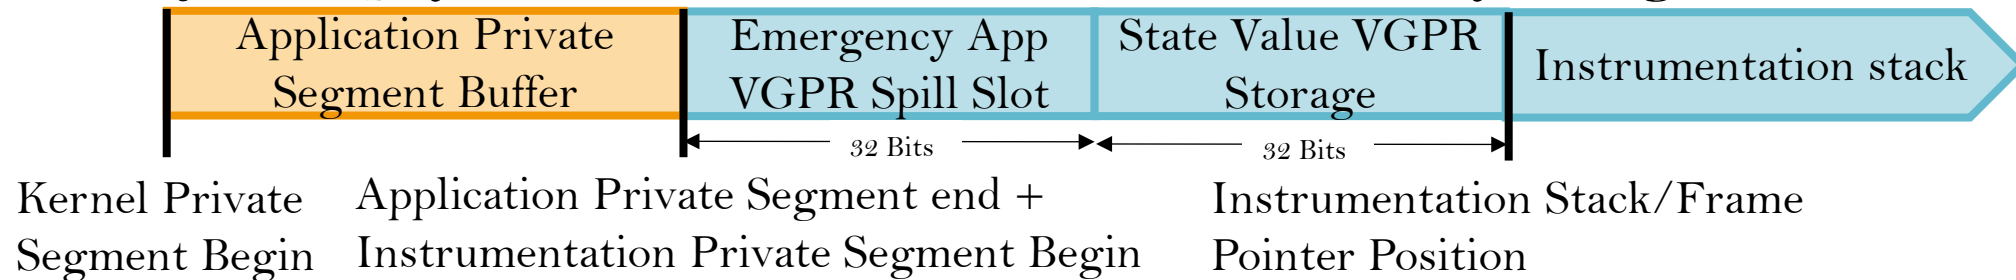 Application Private
Segment Buffer
Emergency App
VGPR Spill Slot
State Value VGPR
Storage
Instrumentation stack
32 Bits
32 Bits
Kernel Private
Segment Begin
Application Private Segment end +
Instrumentation Private Segment Begin
Instrumentation Stack/Frame
Pointer Position